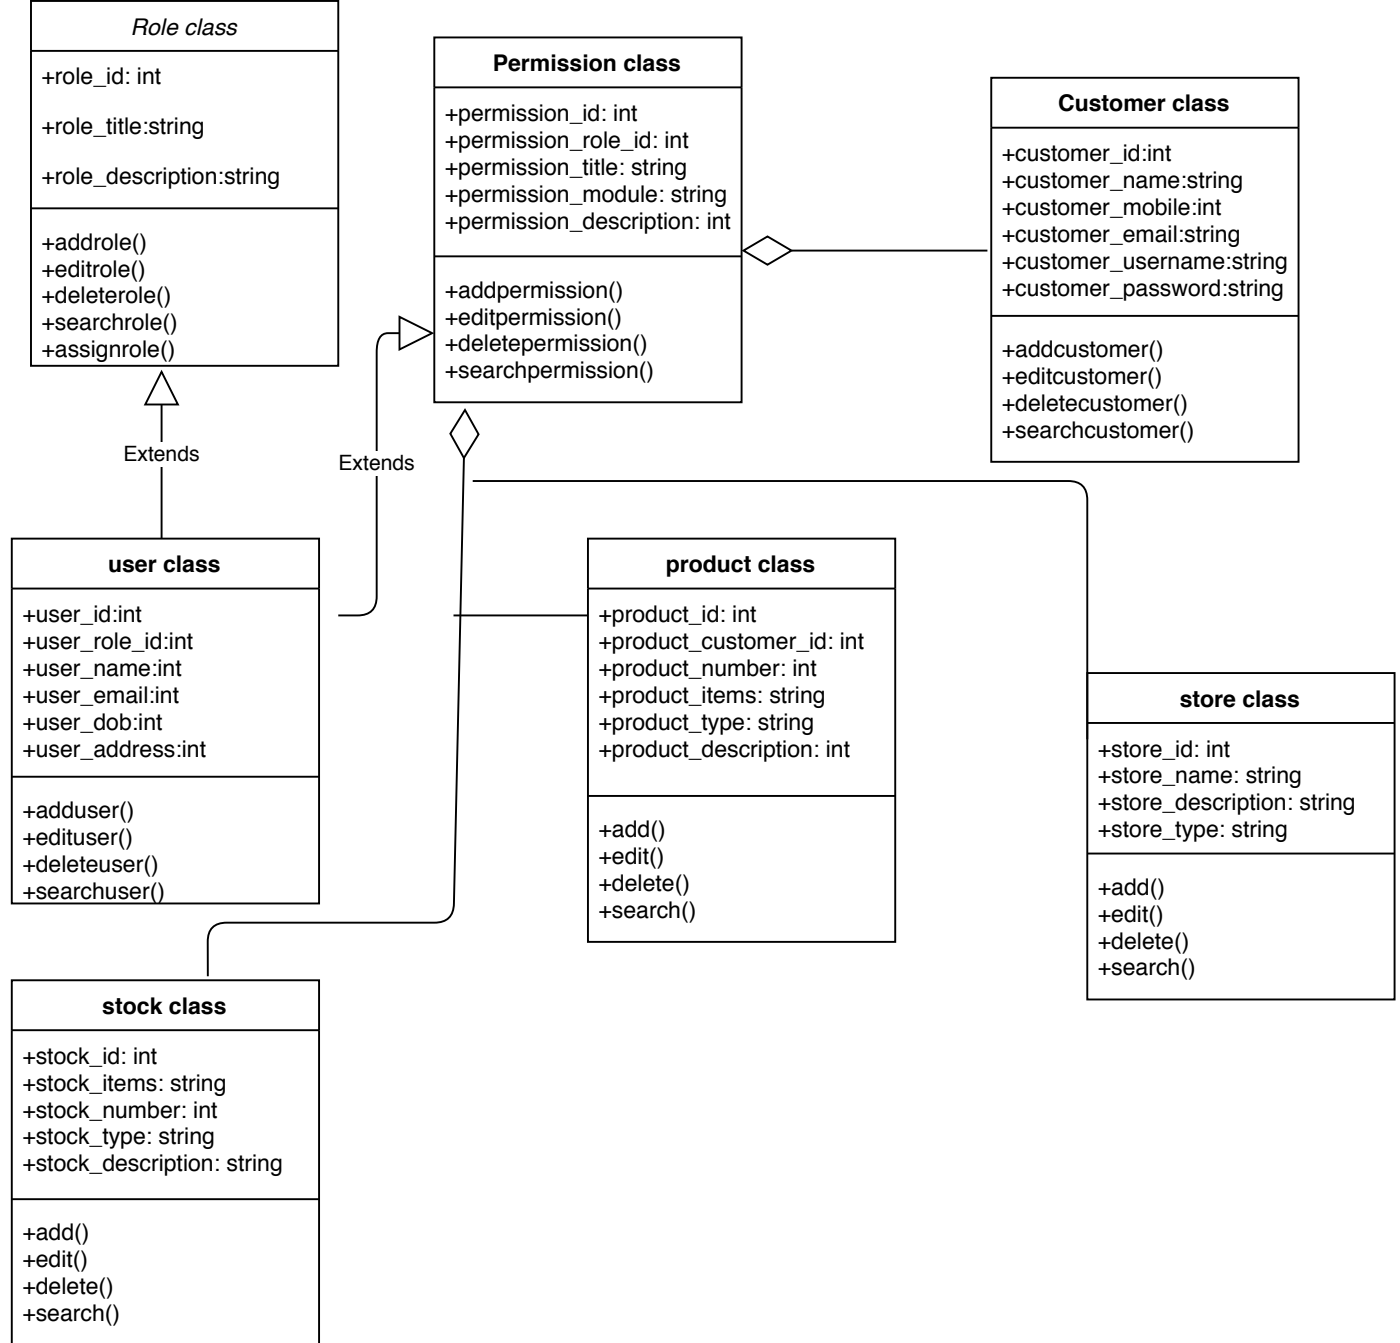 Role class
+role_id: int
+role_title:string
+role_description:string
+addrole()
+editrole()
+deleterole()
+searchrole()
+assignrole()
Permission class
+permission_id: int
+permission_role_id: int
+permission_title: string
+permission_module: string
+permission_description: int
+addpermission()
+editpermission()
+deletepermission()
+searchpermission()
Customer class
+customer_id:int
+customer_name:string
+customer_mobile:int
+customer_email:string
+customer_username:string
+customer_password:string
+addcustomer()
+editcustomer()
+deletecustomer()
+searchcustomer()
Extends
Extends
user class
+user_id:int
+user_role_id:int
+user_name:int
+user_email:int
+user_dob:int
+user_address:int
+adduser()
+edituser()
+deleteuser()
+searchuser()
product class
+product_id: int
+product_customer_id: int
+product_number: int
+product_items: string
+product_type: string
+product_description: int
+add()
+edit()
+delete()
+search()
store class
+store_id: int
+store_name: string
+store_description: string
+store_type: string
+add()
+edit()
+delete()
+search()
stock class
+stock_id: int
+stock_items: string
+stock_number: int
+stock_type: string
+stock_description: string
+add()
+edit()
+delete()
+search()